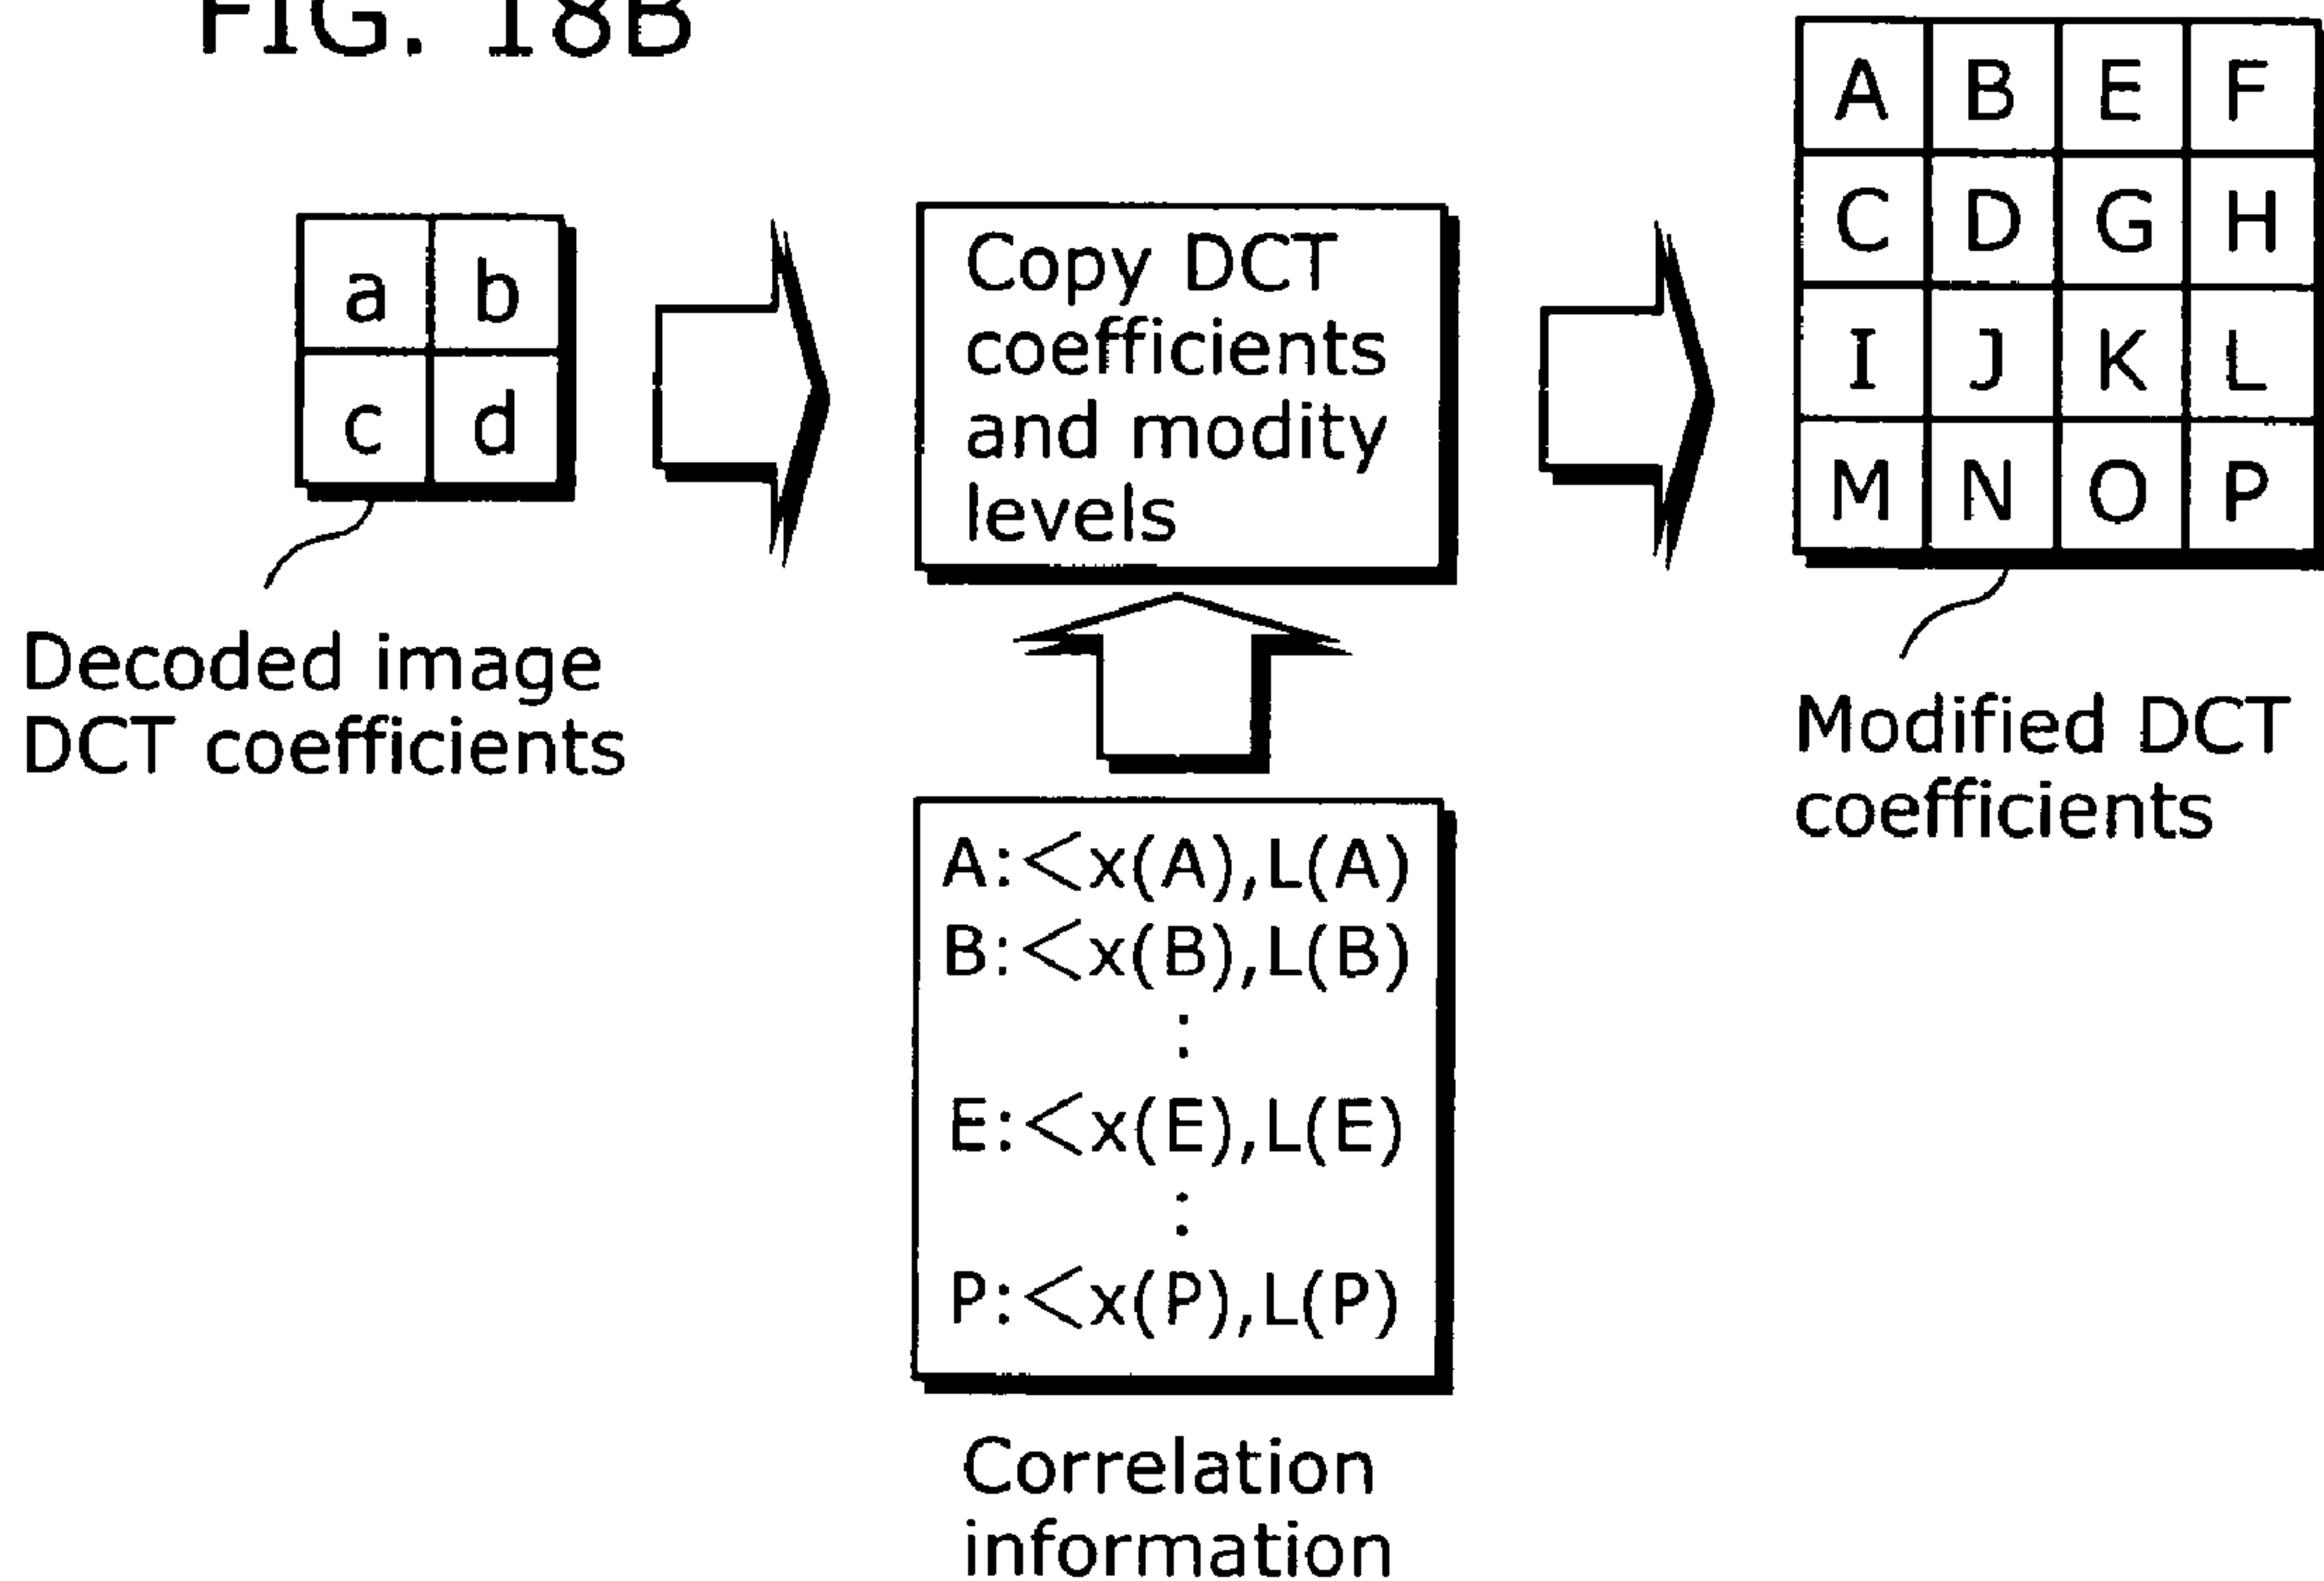 FIG. 18B
a b
c d
Decoded image
DCT coefficients
Copy DCT
coefficients
and modity
levels
A B E F
C D G H
I J K L
M N O P
Modified DCT
coefficients
A:<x(A),L(A)
B:<x(B),L(B)
:
E:<x(E),L(E)
:
P:<x(P),L(P)
Correlation
information